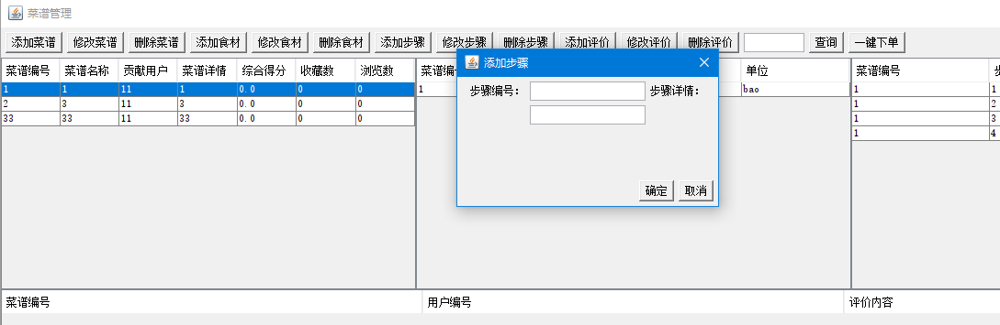 菜谱管理
添加菜谱 修改菜谱 删除菜谱 添加食材 修改食材 删除食材 添加步骤 修改步骤 删除步骤 添加评价 修改评价 删除评价 查询 一键下单
菜谱编号 菜谱名称 贡献用户 菜谱详情 综合得分 收藏数 浏览数
1 1 11 1 0.0 0 0
2 3 11 3 0.0 0 0
33 33 11 33 0.0 0 0
菜谱编号 单位
1 bao
添加步骤
步骤编号： 步骤详情：
确定 取消
菜谱编号 步
1 1
1 2
1 3
1 4
菜谱编号 用户编号 评价内容